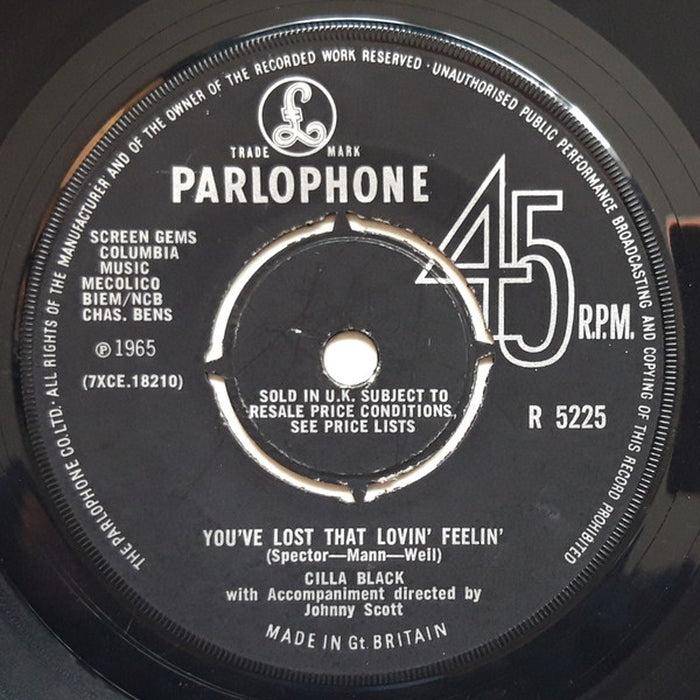 THE PARLOPHONE CO. LTD. · ALL RIGHTS OF THE MANUFACTURER AND OF THE OWNER OF THE RECORDED WORK RESERVED · UNAUTHORISED PUBLIC PERFORMANCE BROADCASTING AND COPYING OF THIS RECORD PROHIBITED
£
TRADE MARK
PARLOPHONE
45
R.P.M.
SCREEN GEMS
COLUMBIA
MUSIC
MECOLICO
BIEM/NCB
CHAS. BENS
℗ 1965
(7XCE.18210)
SOLD IN U.K. SUBJECT TO
RESALE PRICE CONDITIONS,
SEE PRICE LISTS
R 5225
YOU'VE LOST THAT LOVIN' FEELIN'
(Spector—Mann—Weil)
CILLA BLACK
with Accompaniment directed by
Johnny Scott
MADE IN Gt. BRITAIN